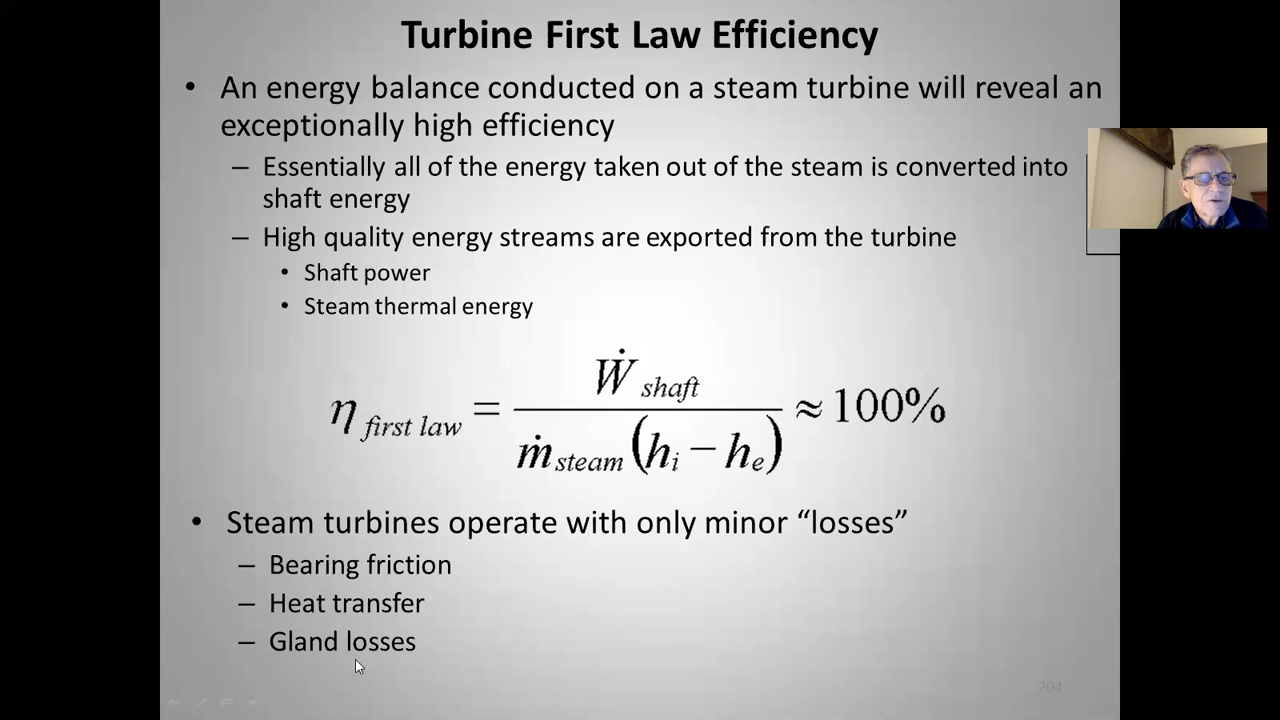 Turbine First Law Efficiency
• An energy balance conducted on a steam turbine will reveal an
exceptionally high efficiency
– Essentially all of the energy taken out of the steam is converted into
shaft energy
– High quality energy streams are exported from the turbine
• Shaft power
• Steam thermal energy
η first law = Ẇ shaft / ṁ steam (h i − h e) ≈ 100%
• Steam turbines operate with only minor “losses”
– Bearing friction
– Heat transfer
– Gland losses
204